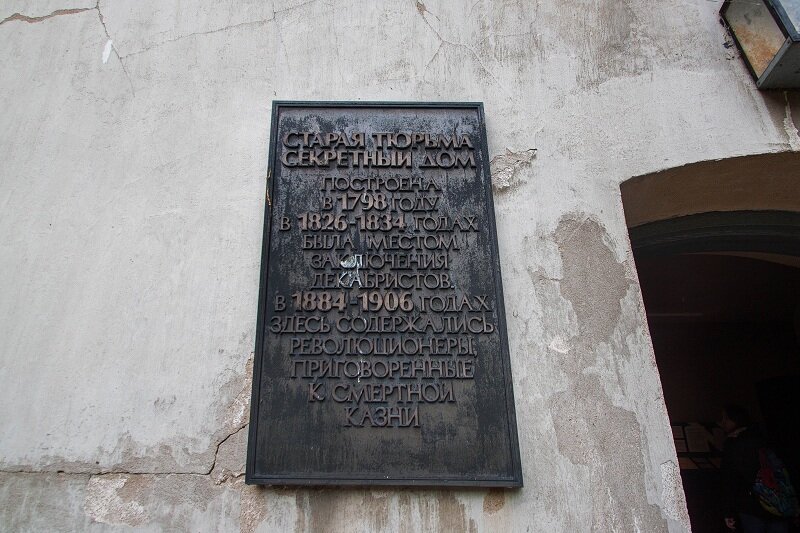 СТАРАЯ ТЮРЬМА
СЕКРЕТНЫЙ ДОМ
ПОСТРОЕНА
В 1798 ГОДУ
В 1826-1834 ГОДАХ
БЫЛА МЕСТОМ
ЗАКЛЮЧЕНИЯ
ДЕКАБРИСТОВ.
В 1884-1906 ГОДАХ
ЗДЕСЬ СОДЕРЖАЛИСЬ
РЕВОЛЮЦИОНЕРЫ,
ПРИГОВОРЕННЫЕ
К СМЕРТНОЙ
КАЗНИ